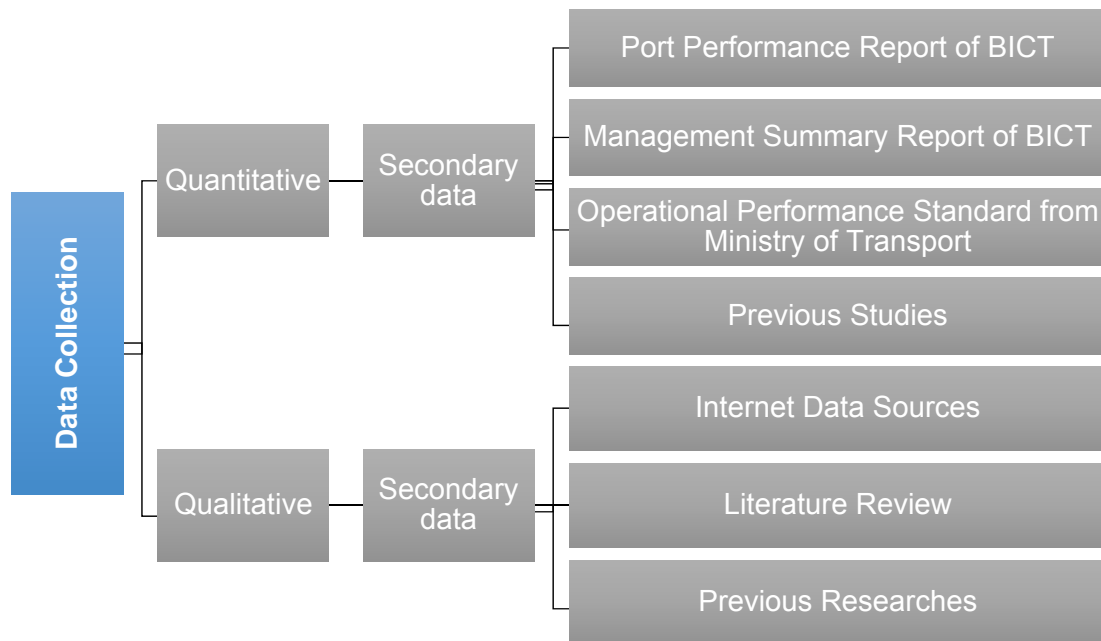 Data Collection
Quantitative
Secondary
data
Port Performance Report of BICT
Management Summary Report of BICT
Operational Performance Standard from
Ministry of Transport
Previous Studies
Qualitative
Secondary
data
Internet Data Sources
Literature Review
Previous Researches